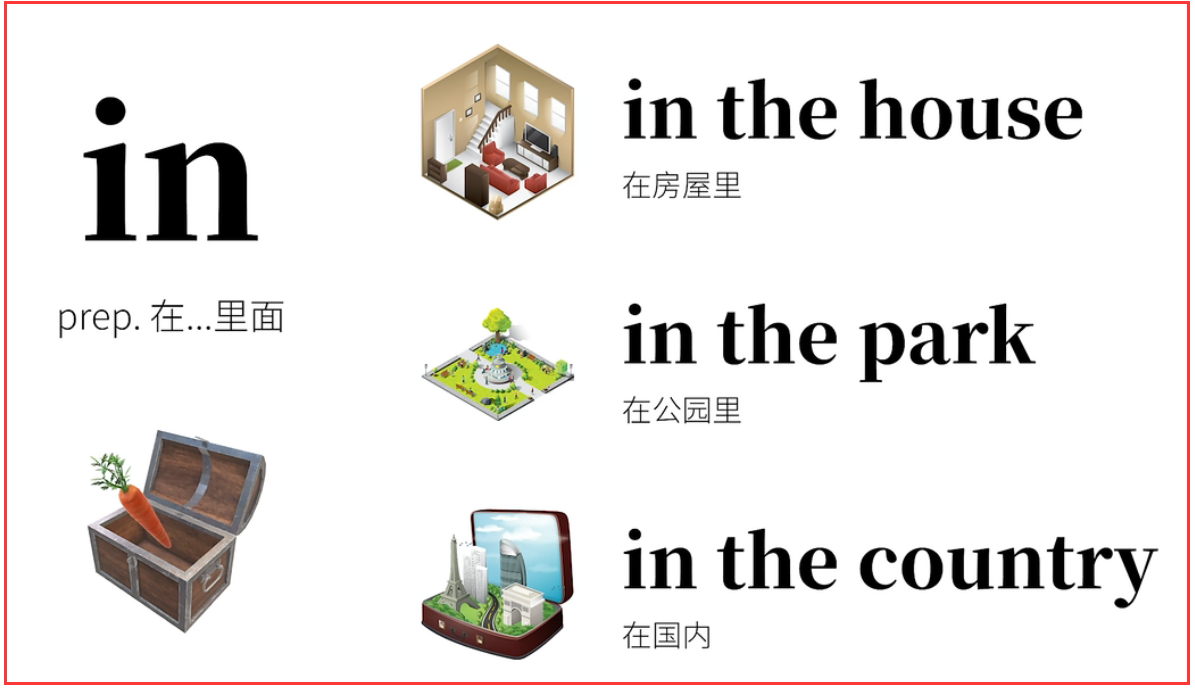 in
prep. 在...里面
in the house
在房屋里
in the park
在公园里
in the country
在国内